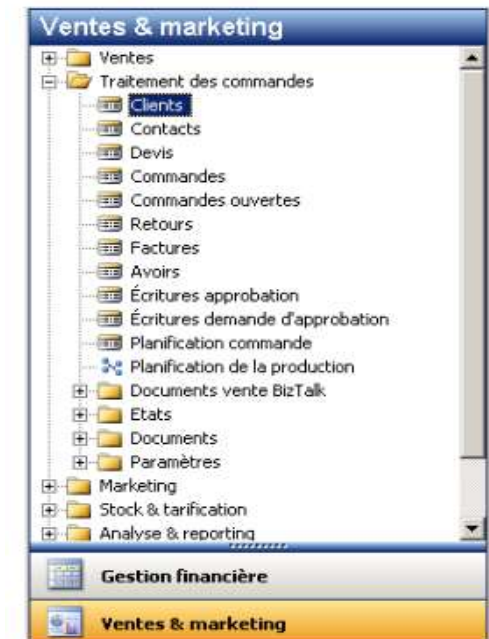 Ventes & marketing
Ventes
Traitement des commandes
Clients
Contacts
Devis
Commandes
Commandes ouvertes
Retours
Factures
Avoirs
Écritures approbation
Écritures demande d'approbation
Planification commande
Planification de la production
Documents vente BizTalk
Etats
Documents
Paramètres
Marketing
Stock & tarification
Analyse & reporting
Gestion financière
Ventes & marketing